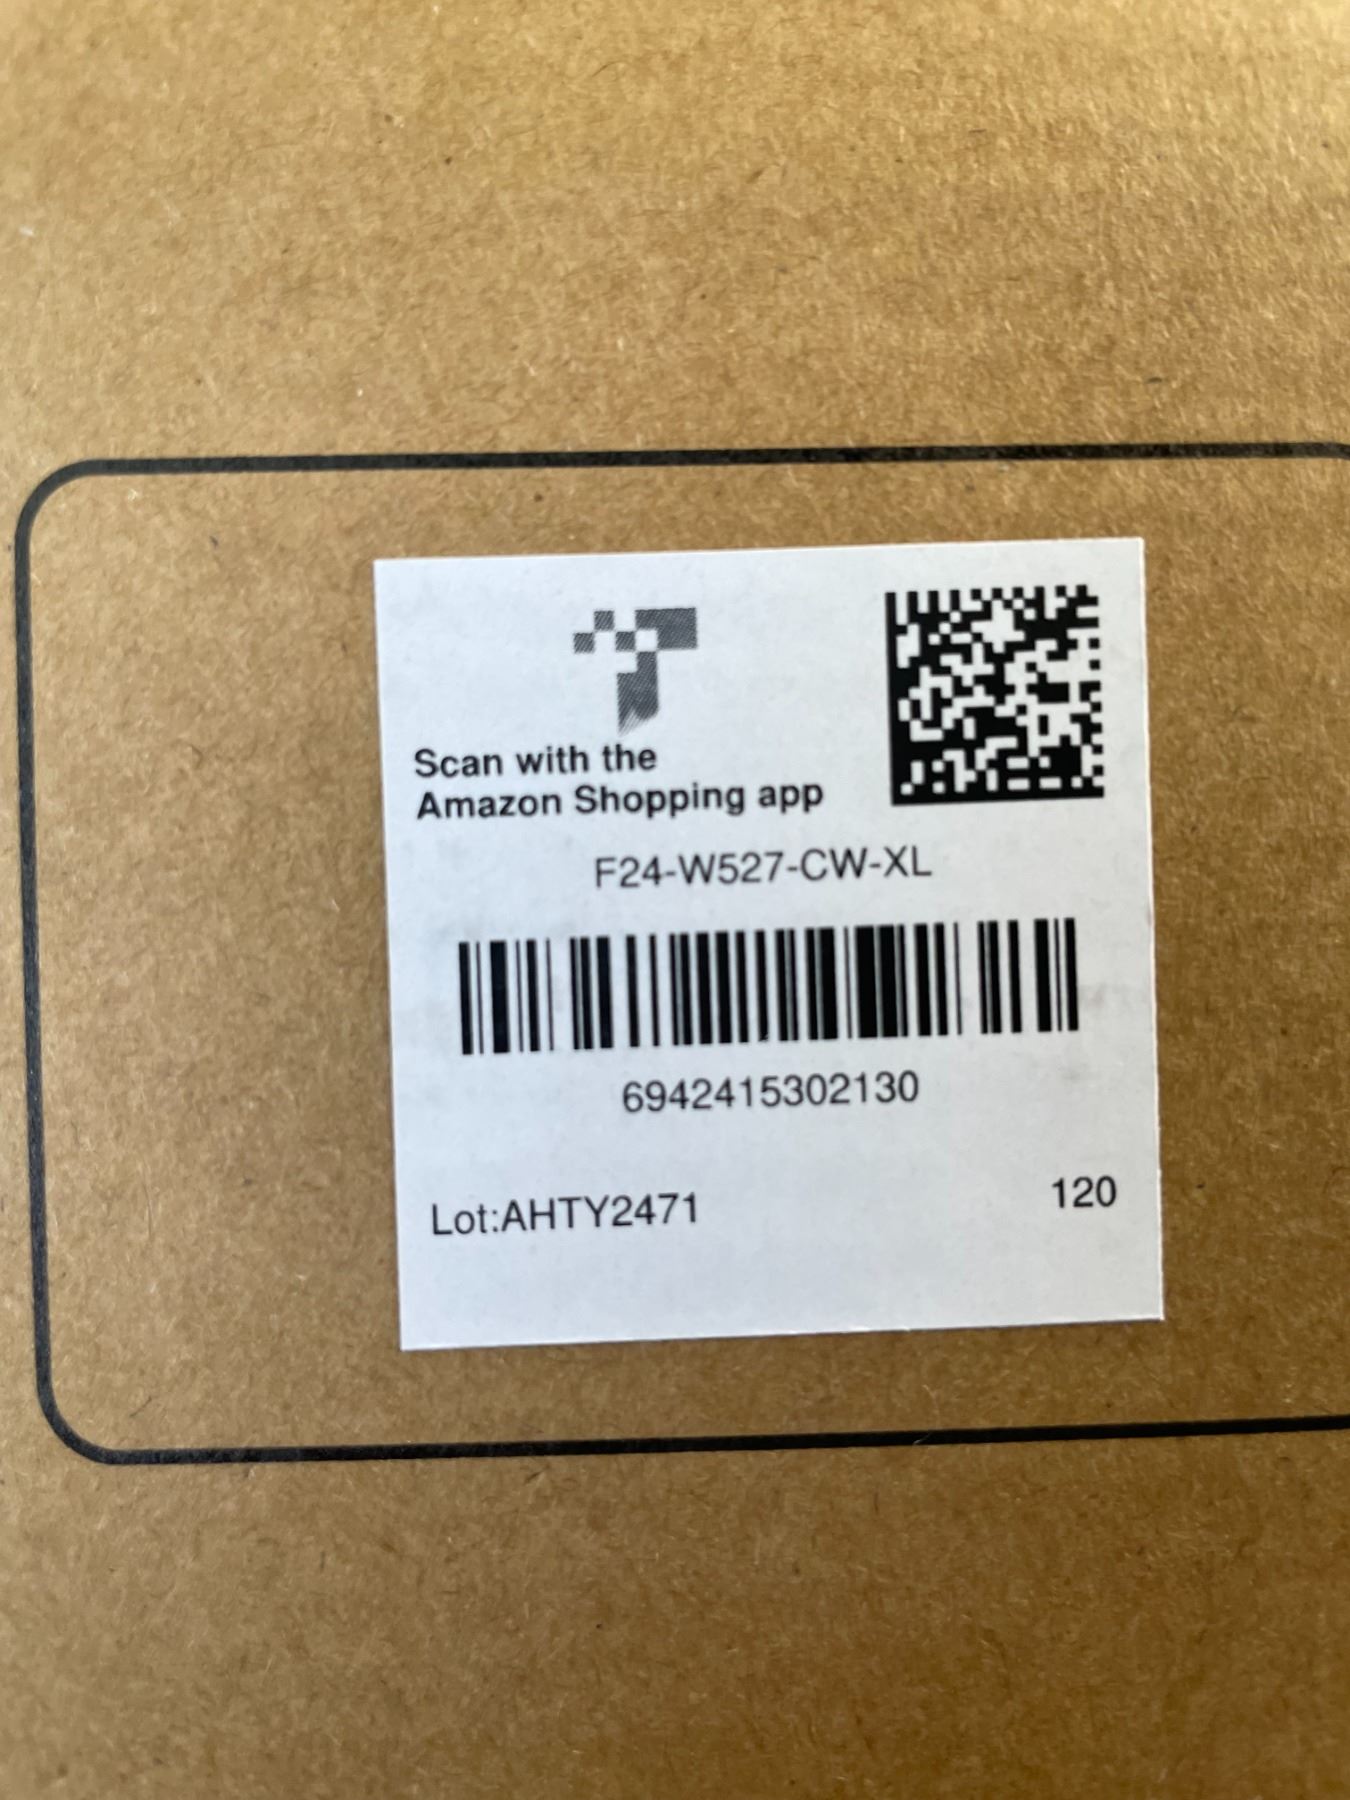 Scan with the
Amazon Shopping app
F24-W527-CW-XL
6942415302130
Lot:AHTY2471
120